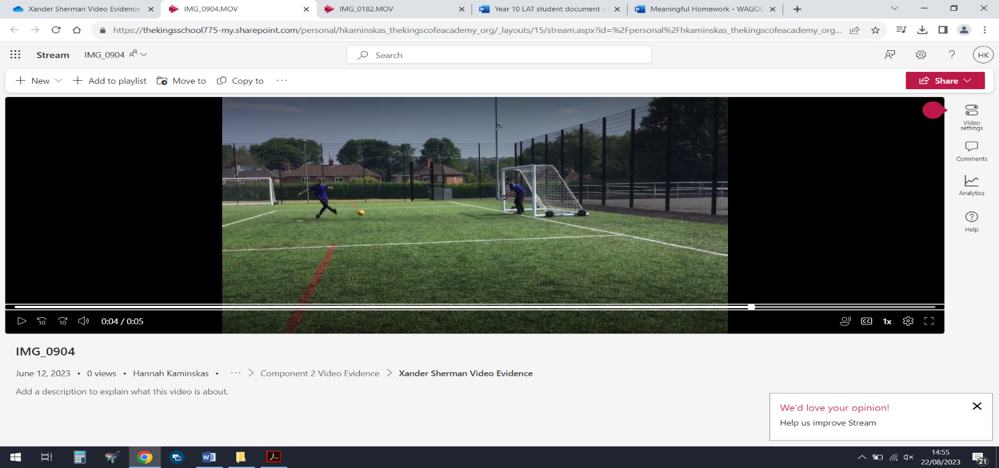 Xander Sherman Video Evidence
IMG_0904.MOV
IMG_0182.MOV
Year 10 LAT student document -
Meaningful Homework - WAGOL
https://thekingsschool775-my.sharepoint.com/personal/hkaminskas_thekingscofeacademy_org/_layouts/15/stream.aspx?id=%2Fpersonal%2Fhkaminskas_thekingscofeacademy_org...
Stream
IMG_0904
Search
HK
New
Add to playlist
Move to
Copy to
Share
Video
settings
Comments
Analytics
Help
10
10
0:04 / 0:05
CC
1x
IMG_0904
June 12, 2023 • 0 views • Hannah Kaminskas • ··· > Component 2 Video Evidence > Xander Sherman Video Evidence
Add a description to explain what this video is about.
We'd love your opinion!
Help us improve Stream
14:55
22/08/2023
21